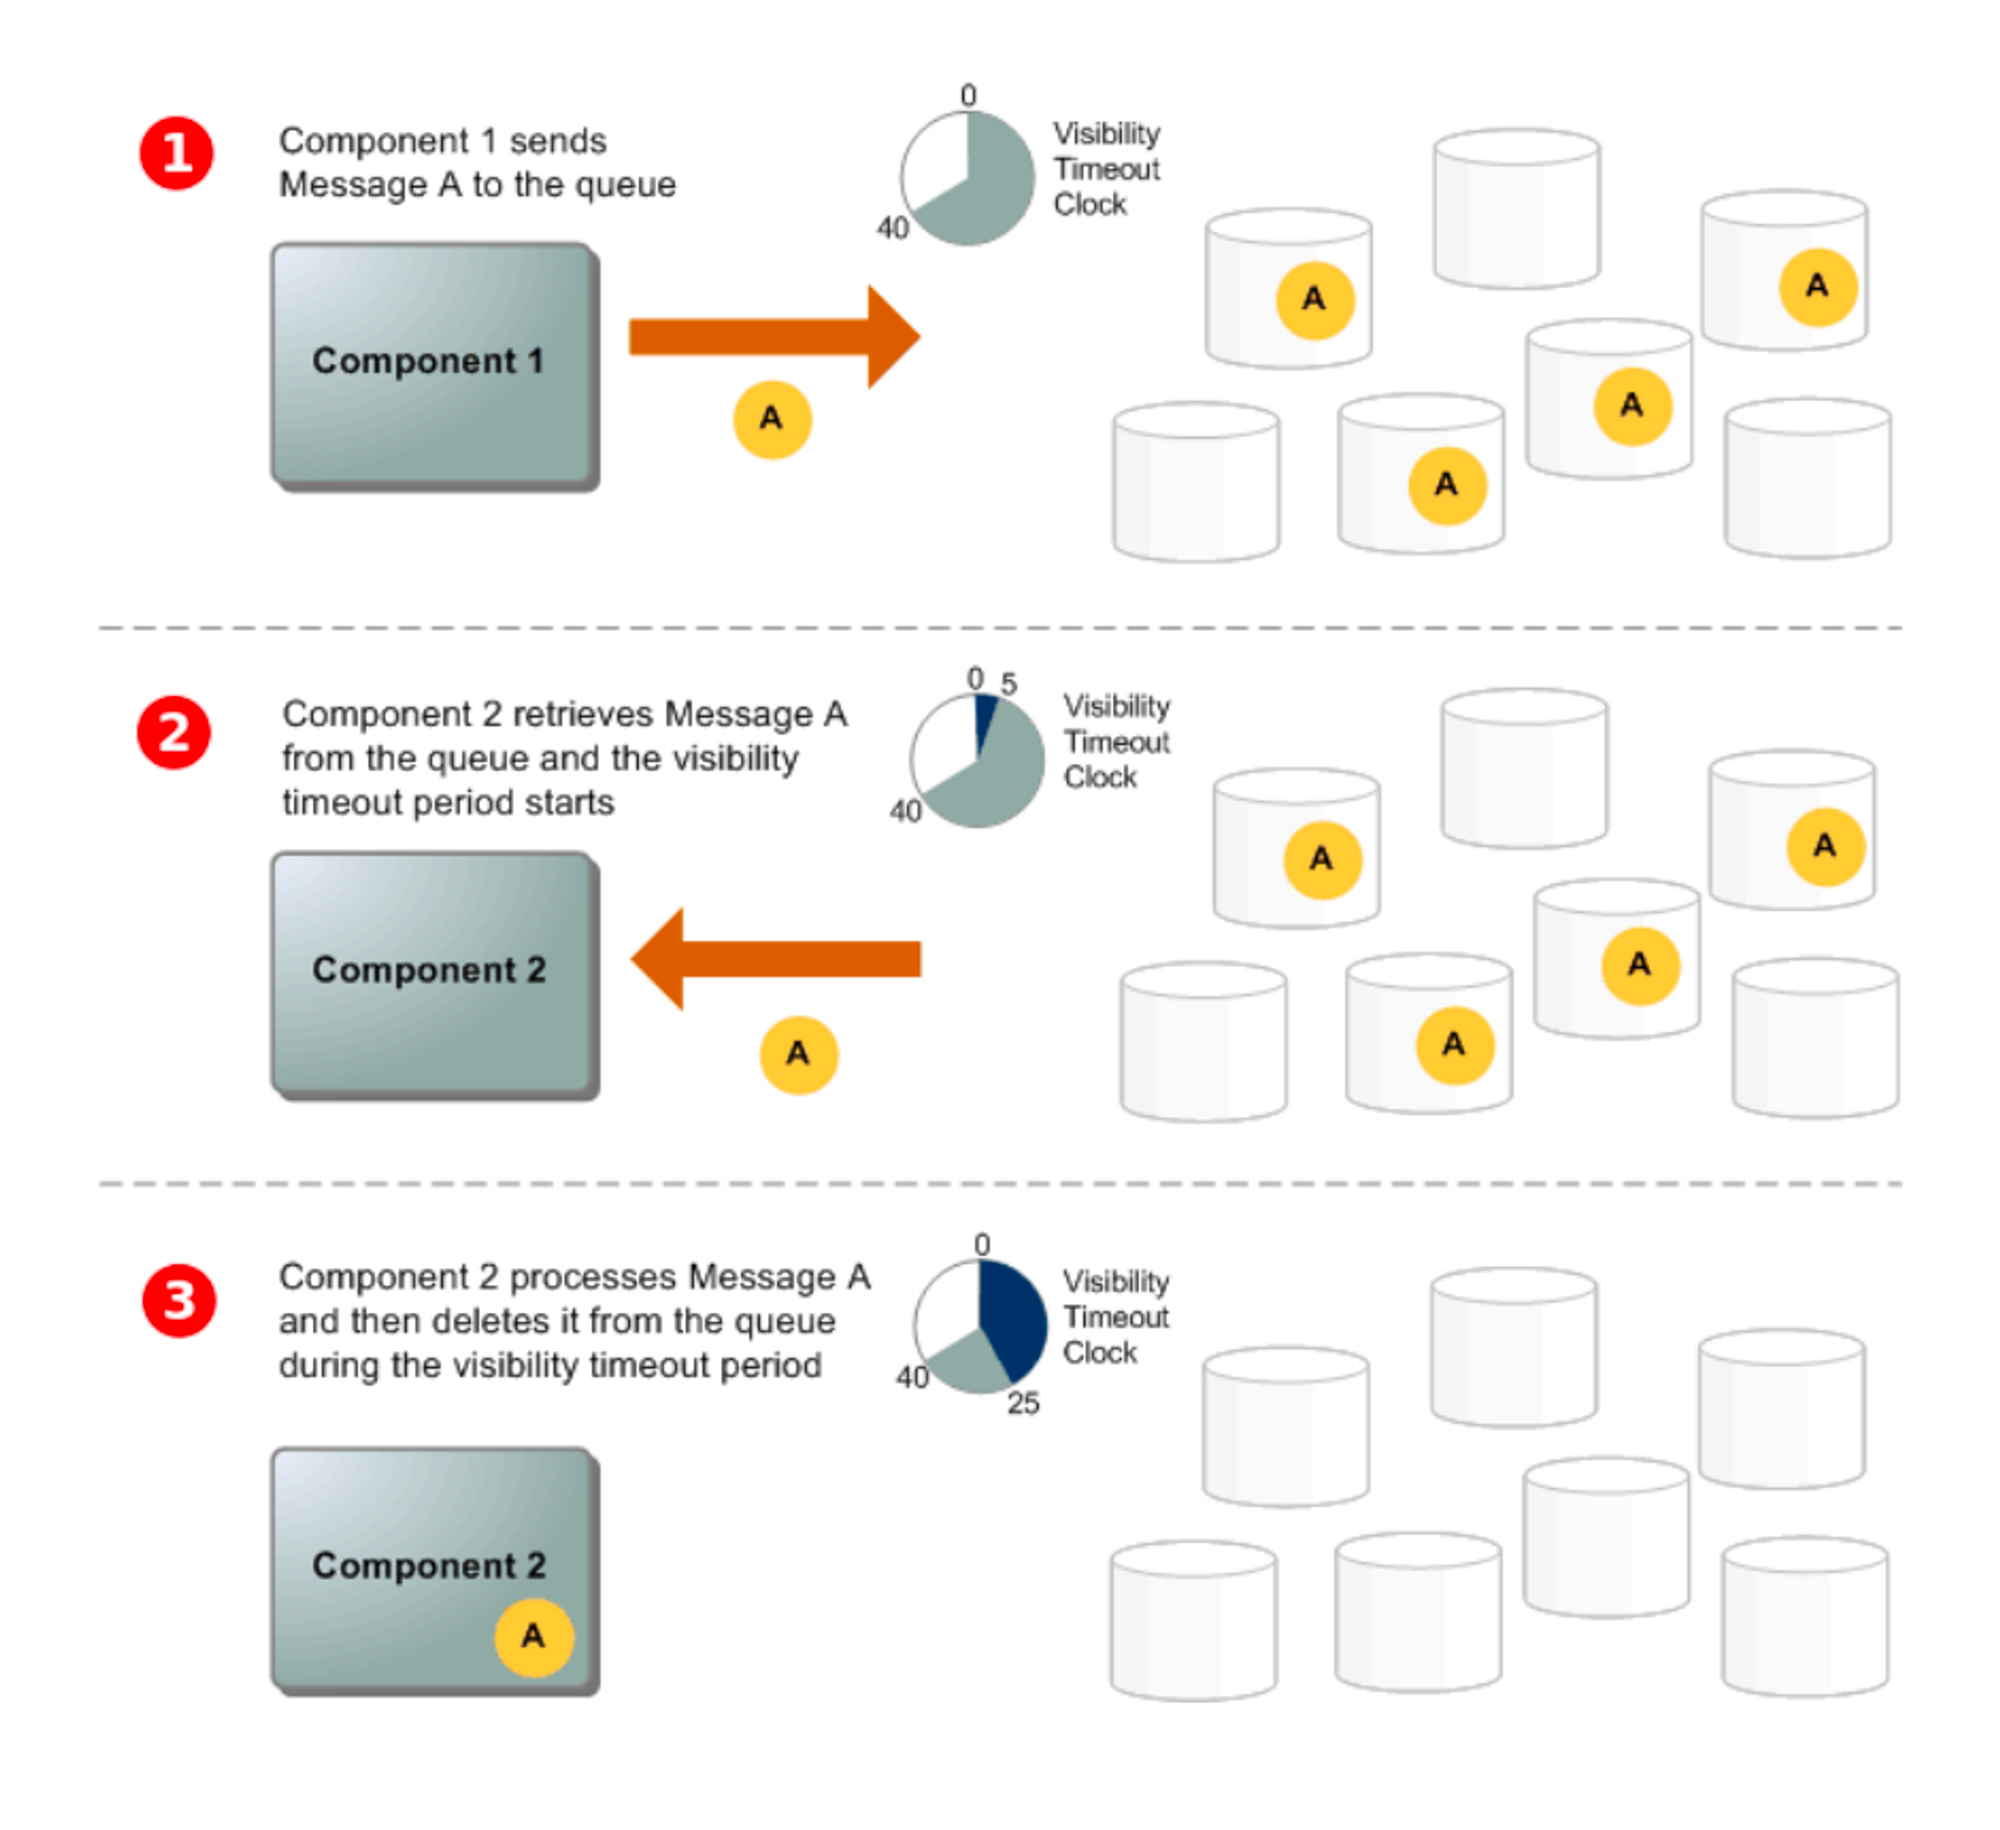 1
Component 1 sends
Message A to the queue
0
40
Visibility
Timeout
Clock
Component 1
A
A
A
A
A
2
Component 2 retrieves Message A
from the queue and the visibility
timeout period starts
0 5
40
Visibility
Timeout
Clock
Component 2
A
A
A
A
A
3
Component 2 processes Message A
and then deletes it from the queue
during the visibility timeout period
0
40
25
Visibility
Timeout
Clock
Component 2
A